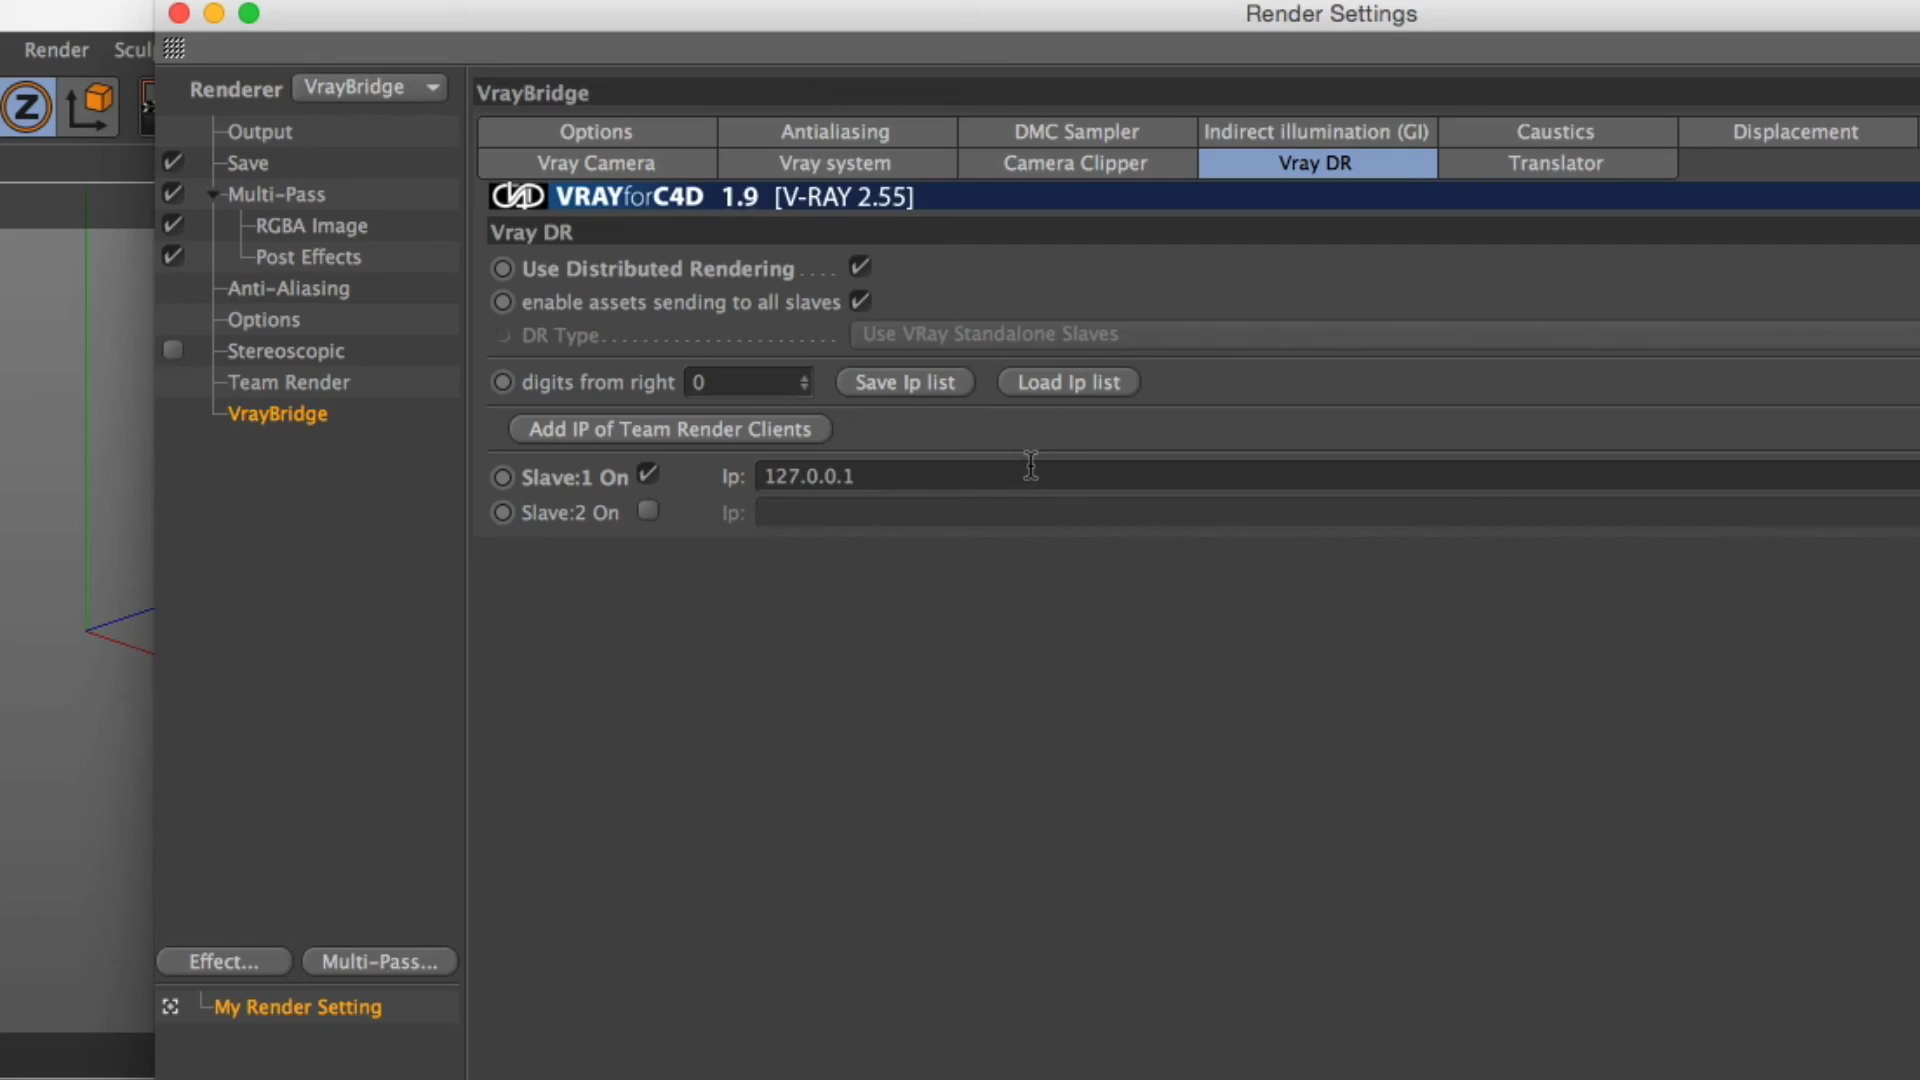 Render Settings
Render Scul
Renderer VrayBridge
Output
Save
Multi-Pass
RGBA Image
Post Effects
Anti-Aliasing
Options
Stereoscopic
Team Render
VrayBridge
Effect... Multi-Pass...
My Render Setting
VrayBridge
Options Antialiasing DMC Sampler Indirect illumination (GI) Caustics Displacement
Vray Camera Vray system Camera Clipper Vray DR Translator
VRAYforC4D 1.9 [V-RAY 2.55]
Vray DR
Use Distributed Rendering . . . .
enable assets sending to all slaves
DR Type. . . . . . . . . . . . . . . . . . . . . . . Use VRay Standalone Slaves
digits from right 0 Save Ip list Load Ip list
Add IP of Team Render Clients
Slave:1 On Ip: 127.0.0.1
Slave:2 On Ip: